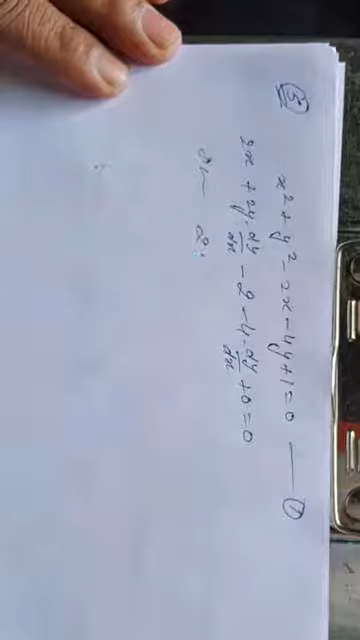 ③
x² + y² - 2x - 4y + 1 = 0 —— ①
2x + 2y · dy/dx - 2 - 4 · dy/dx + 0 = 0